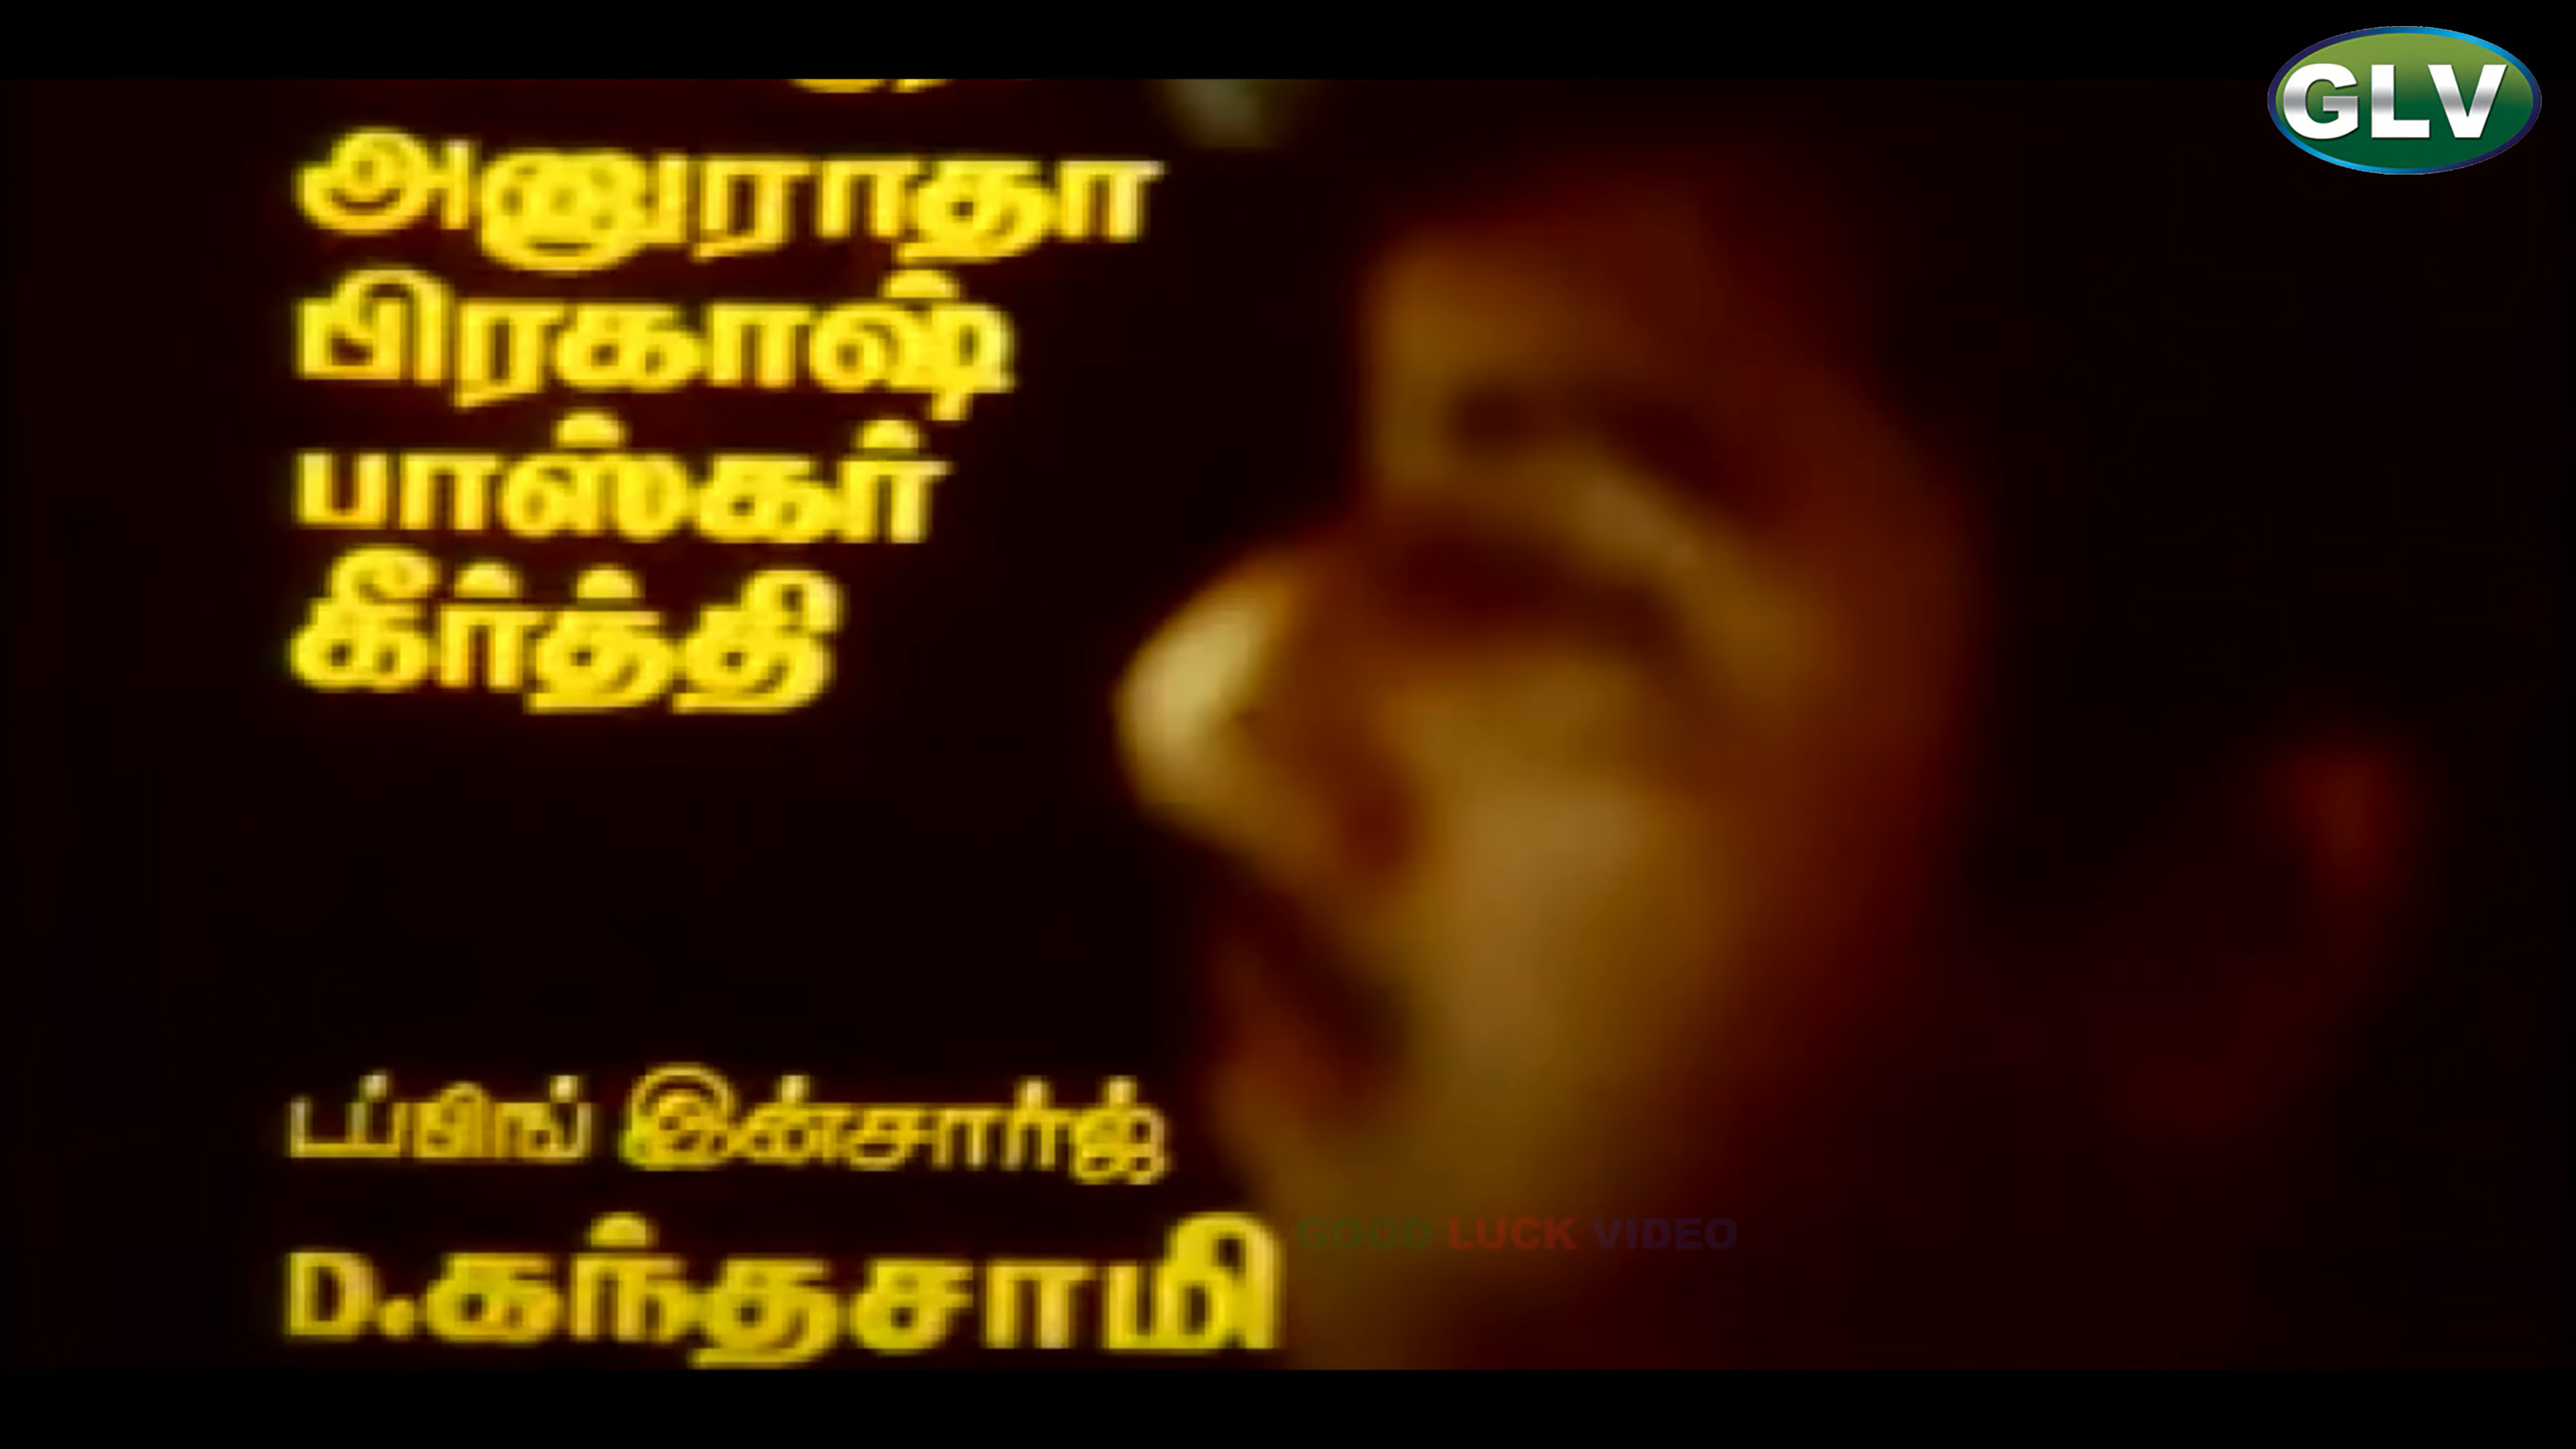 GLV
அனுராதா
பிரகாஷ்
பாஸ்கர்
கீர்த்தி
டப்பிங் இன்சார்ஜ்
D.கந்தசாமி
GOOD LUCK VIDEO